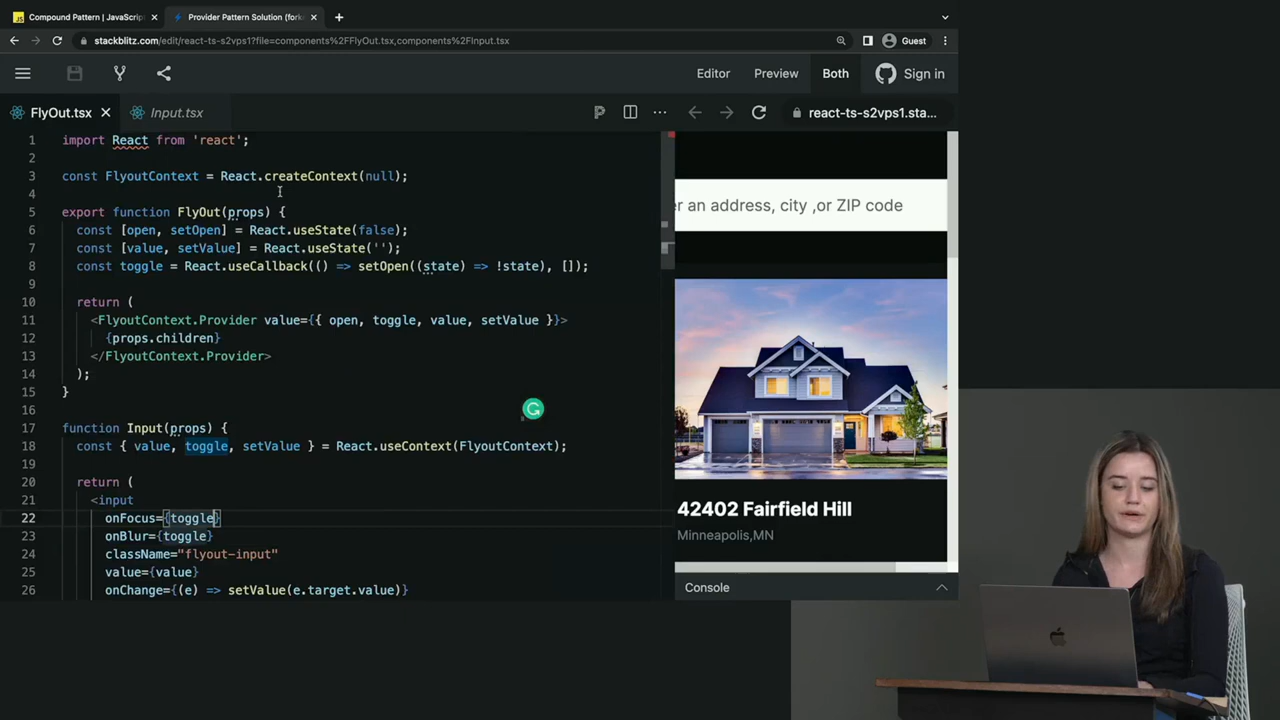 JS Compound Pattern | JavaScri
Provider Pattern Solution (fork
stackblitz.com/edit/react-ts-s2vps1?file=components%2FFlyOut.tsx,components%2FInput.tsx
Guest
Editor
Preview
Both
Sign in
FlyOut.tsx
Input.tsx
react-ts-s2vps1.sta...
1 import React from 'react';
2
3 const FlyoutContext = React.createContext(null);
4
5 export function FlyOut(props) {
6 const [open, setOpen] = React.useState(false);
7 const [value, setValue] = React.useState('');
8 const toggle = React.useCallback(() => setOpen((state) => !state), []);
9
10 return (
11 <FlyoutContext.Provider value={{ open, toggle, value, setValue }}>
12 {props.children}
13 </FlyoutContext.Provider>
14 );
15 }
16
17 function Input(props) {
18 const { value, toggle, setValue } = React.useContext(FlyoutContext);
19
20 return (
21 <input
22 onFocus={toggle}
23 onBlur={toggle}
24 className="flyout-input"
25 value={value}
26 onChange={(e) => setValue(e.target.value)}
er an address, city ,or ZIP code
42402 Fairfield Hill
Minneapolis,MN
Console